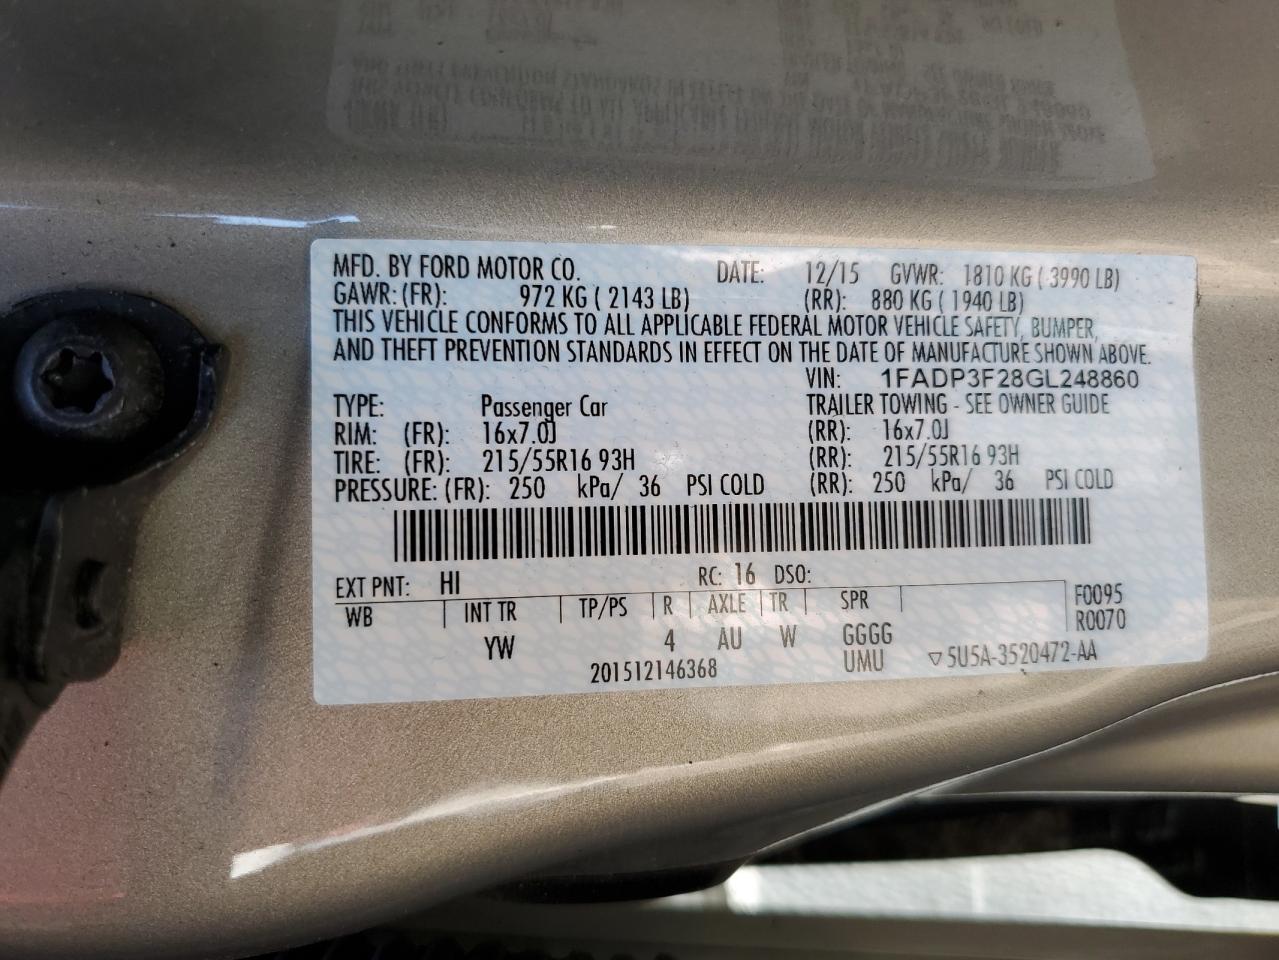 MFD. BY FORD MOTOR CO. DATE: 12/15 GVWR: 1810 KG ( 3990 LB)
GAWR: (FR): 972 KG ( 2143 LB) (RR): 880 KG ( 1940 LB)
THIS VEHICLE CONFORMS TO ALL APPLICABLE FEDERAL MOTOR VEHICLE SAFETY, BUMPER,
AND THEFT PREVENTION STANDARDS IN EFFECT ON THE DATE OF MANUFACTURE SHOWN ABOVE.
VIN: 1FADP3F28GL248860
TYPE: Passenger Car TRAILER TOWING - SEE OWNER GUIDE
RIM: (FR): 16x7.0J (RR): 16x7.0J
TIRE: (FR): 215/55R16 93H (RR): 215/55R16 93H
PRESSURE: (FR): 250 kPa/ 36 PSI COLD (RR): 250 kPa/ 36 PSI COLD
EXT PNT: HI RC: 16 DSO:
WB INT TR TP/PS R AXLE TR SPR F0095
R0070
YW 4 AU W GGGG
201512146368 UMU ▽5U5A-3520472-AA